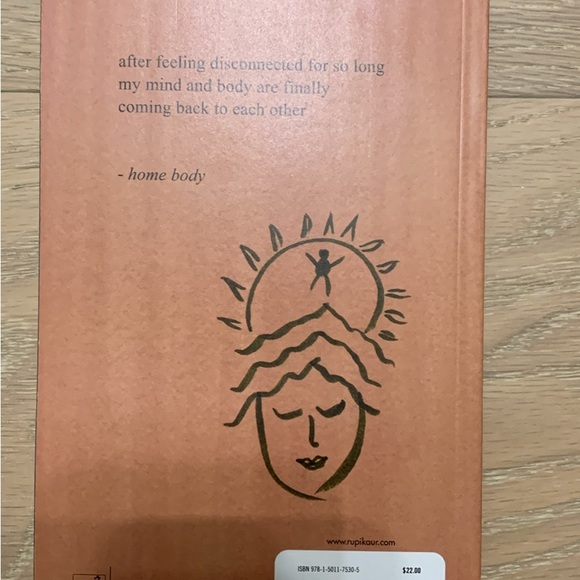 after feeling disconnected for so long
my mind and body are finally
coming back to each other
- home body
www.rupikaur.com
ISBN 978-1-5011-7530-5 $22.00